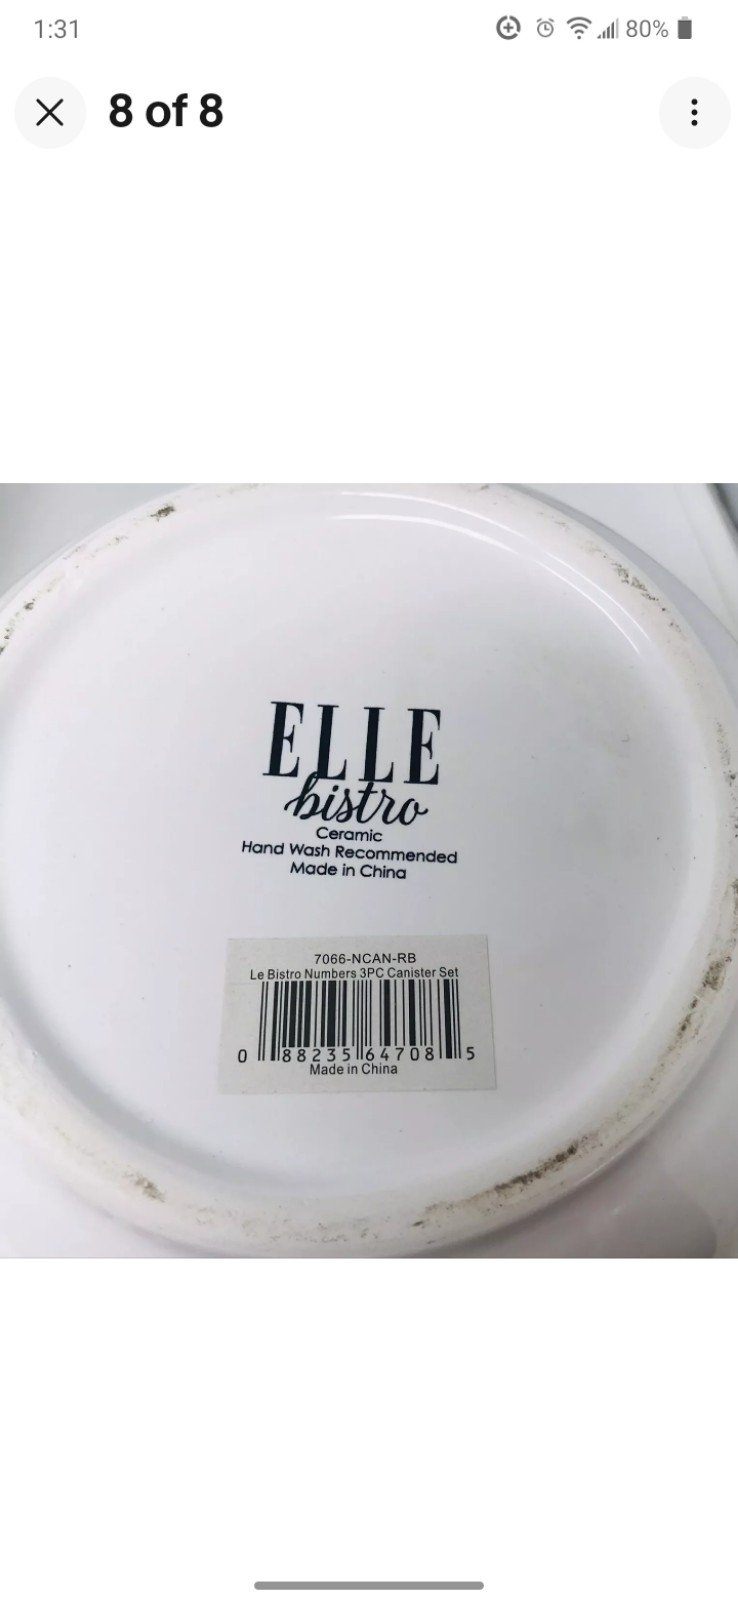 1:31
80%
8 of 8
ELLE
bistro
Ceramic
Hand Wash Recommended
Made in China
7066-NCAN-RB
Le Bistro Numbers 3PC Canister Set
0 88235 64708 5
Made in China